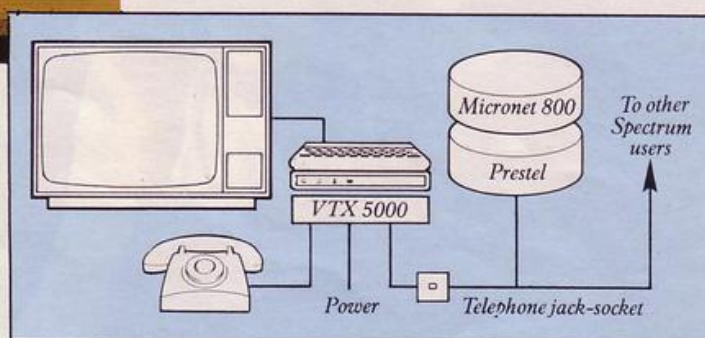 Micronet 800
Prestel
To other
Spectrum
users
VTX 5000
Power
Telephone jack-socket